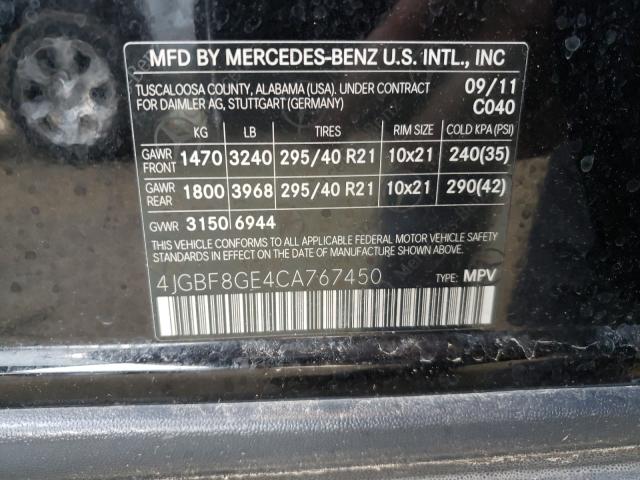 MFD BY MERCEDES-BENZ U.S. INTL., INC
TUSCALOOSA COUNTY, ALABAMA (USA). UNDER CONTRACT 09/11
FOR DAIMLER AG, STUTTGART (GERMANY) C040
KG LB TIRES RIM SIZE COLD KPA (PSI)
GAWR FRONT 1470 3240 295/40 R21 10x21 240(35)
GAWR REAR 1800 3968 295/40 R21 10x21 290(42)
GVWR 3150 6944
THIS VEHICLE CONFORMS TO ALL APPLICABLE FEDERAL MOTOR VEHICLE SAFETY
STANDARDS IN EFFECT ON THE DATE OF MANUFACTURE SHOWN ABOVE.
4JGBF8GE4CA767450 TYPE: MPV